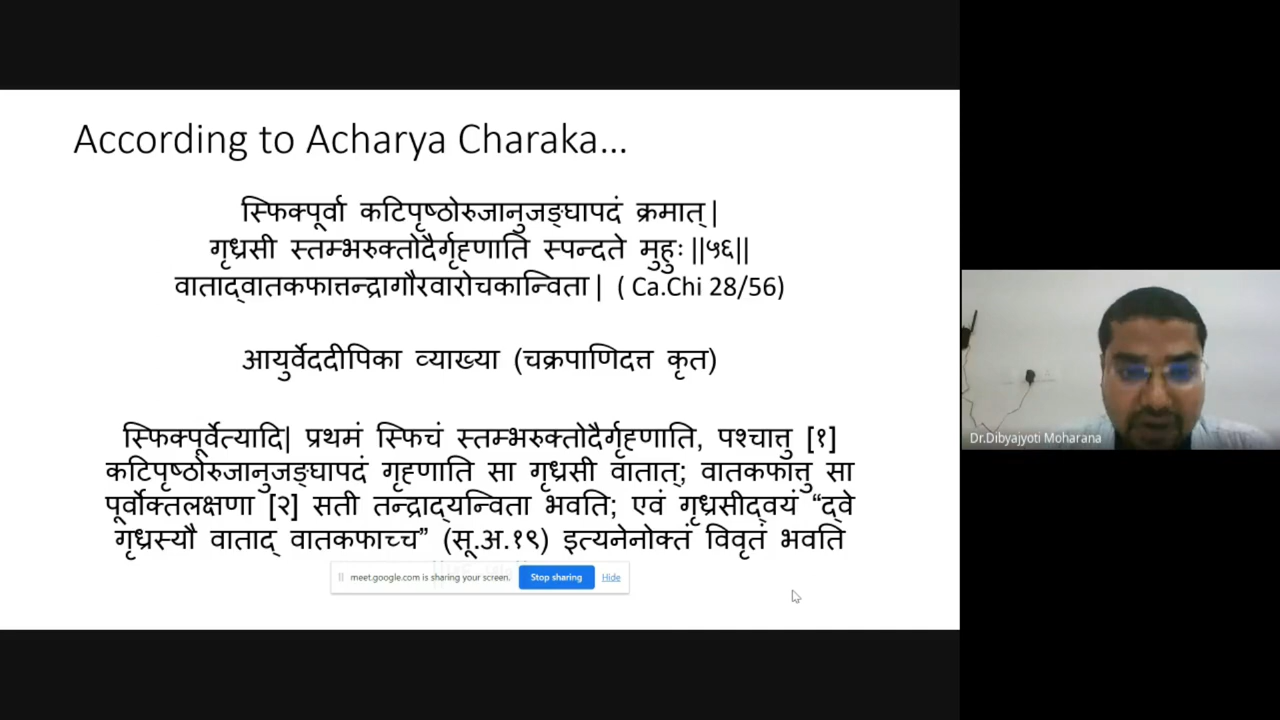 According to Acharya Charaka...
स्फिक्पूर्वा कटिपृष्ठोरुजानुजङ्घापदं क्रमात् |
गृध्रसी स्तम्भरुक्तोदैर्गृह्णाति स्पन्दते मुहुः ||५६||
वाताद्वातकफात्तन्द्रागौरवारोचकान्विता | ( Ca.Chi 28/56)
आयुर्वेददीपिका व्याख्या (चक्रपाणिदत्त कृत)
स्फिक्पूर्वेत्यादि| प्रथमं स्फिचं स्तम्भरुक्तोदैर्गृह्णाति, पश्चात्तु [१]
कटिपृष्ठोरुजानुजङ्घापदं गृह्णाति सा गृध्रसी वातात्; वातकफात्तु सा
पूर्वोक्तलक्षणा [२] सती तन्द्राद्यन्विता भवति; एवं गृध्रसीद्वयं “द्वे
गृध्रस्यौ वाताद् वातकफाच्च” (सू.अ.१९) इत्यनेनोक्तं विवृतं भवति
meet.google.com is sharing your screen. Stop sharing Hide
Dr.Dibyajyoti Moharana